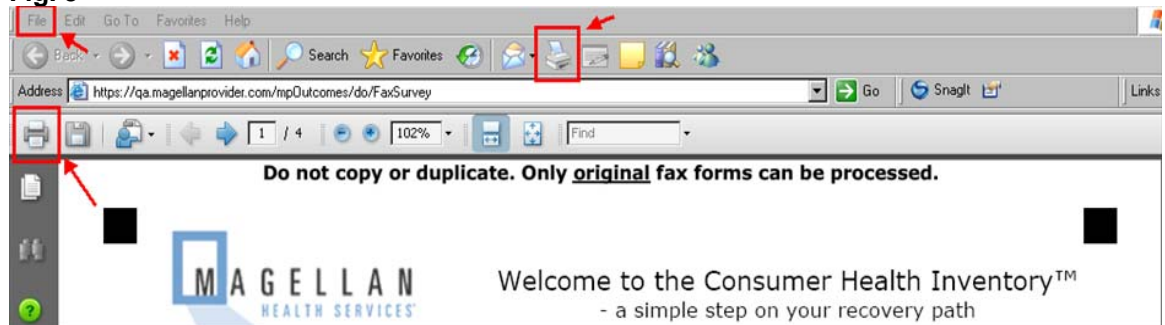 File Edit Go To Favorites Help
Back Search Favorites
Address https://qa.magellanprovider.com/mpOutcomes/do/FaxSurvey Go SnagIt Links
1 / 4 102% Find
Do not copy or duplicate. Only original fax forms can be processed.
MAGELLAN
HEALTH SERVICES
Welcome to the Consumer Health Inventory™
- a simple step on your recovery path